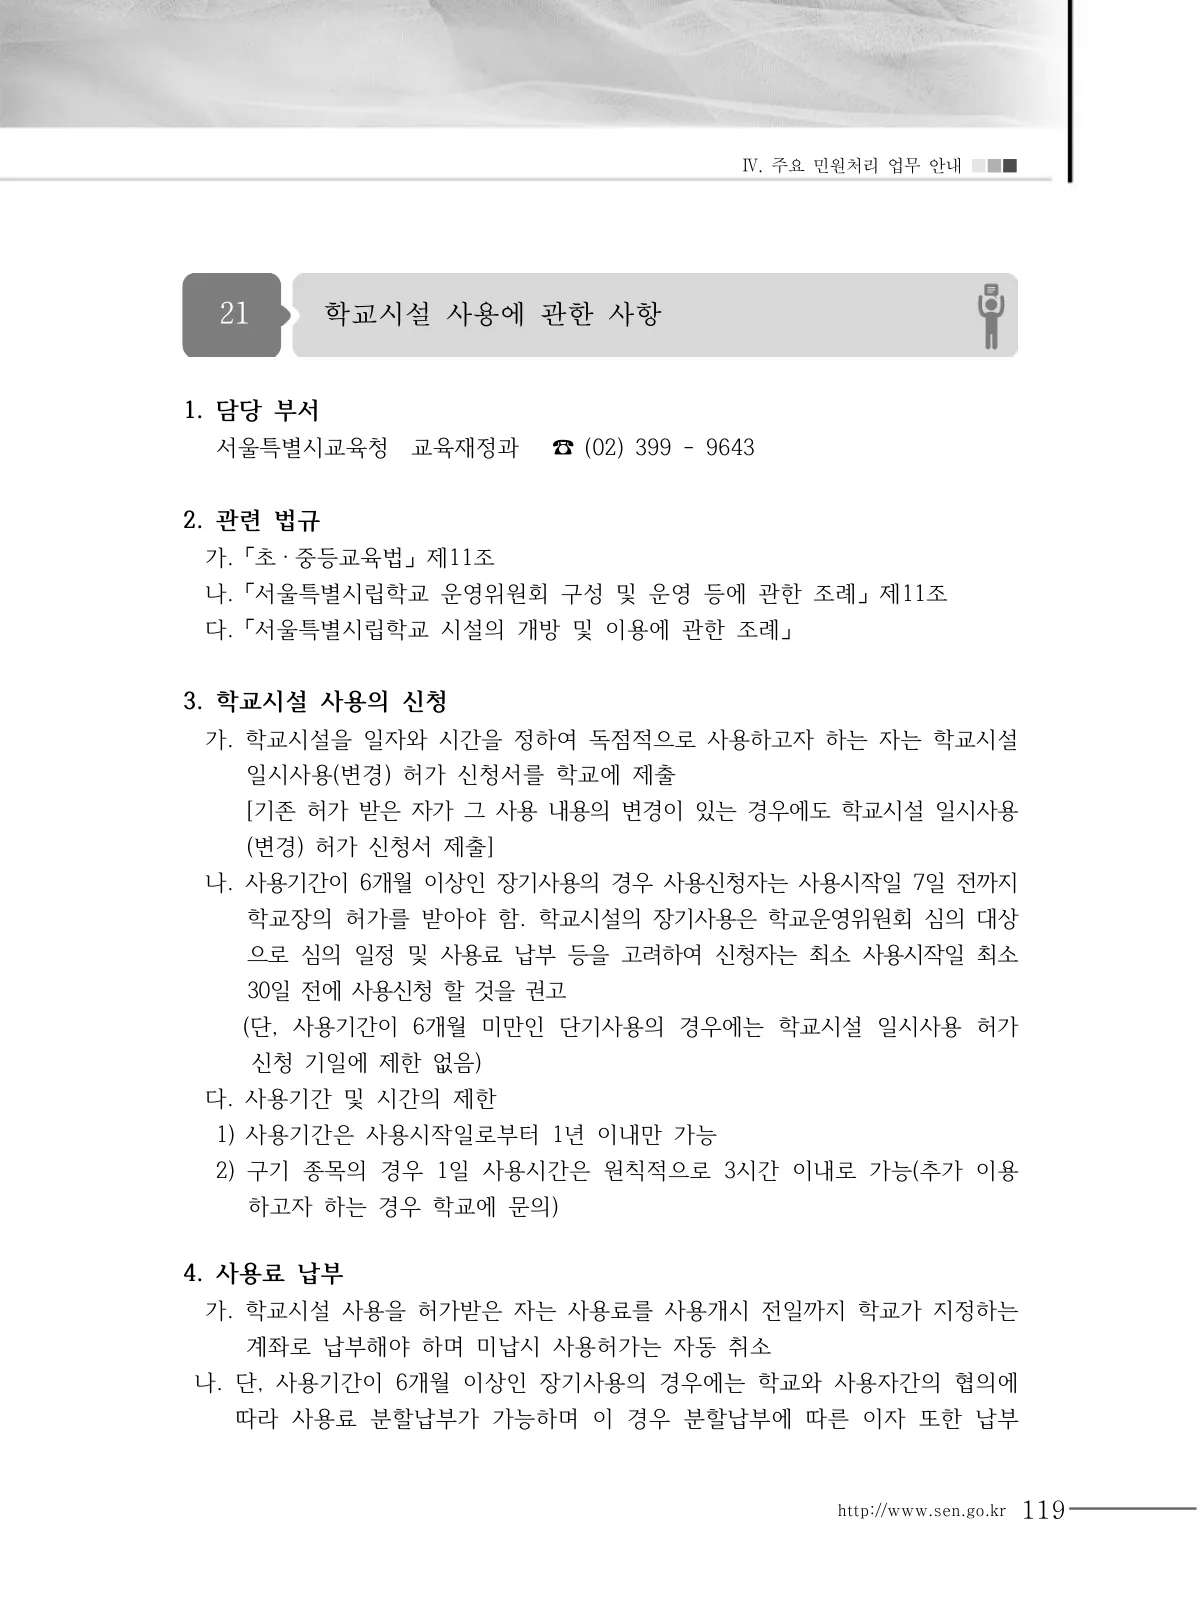 Ⅳ. 주요 민원처리 업무 안내
21 학교시설 사용에 관한 사항
1. 담당 부서
서울특별시교육청 교육재정과 ☎ (02) 399 - 9643
2. 관련 법규
가.「초·중등교육법」제11조
나.「서울특별시립학교 운영위원회 구성 및 운영 등에 관한 조례」제11조
다.「서울특별시립학교 시설의 개방 및 이용에 관한 조례」
3. 학교시설 사용의 신청
가. 학교시설을 일자와 시간을 정하여 독점적으로 사용하고자 하는 자는 학교시설
일시사용(변경) 허가 신청서를 학교에 제출
[기존 허가 받은 자가 그 사용 내용의 변경이 있는 경우에도 학교시설 일시사용
(변경) 허가 신청서 제출]
나. 사용기간이 6개월 이상인 장기사용의 경우 사용신청자는 사용시작일 7일 전까지
학교장의 허가를 받아야 함. 학교시설의 장기사용은 학교운영위원회 심의 대상
으로 심의 일정 및 사용료 납부 등을 고려하여 신청자는 최소 사용시작일 최소
30일 전에 사용신청 할 것을 권고
(단, 사용기간이 6개월 미만인 단기사용의 경우에는 학교시설 일시사용 허가
신청 기일에 제한 없음)
다. 사용기간 및 시간의 제한
1) 사용기간은 사용시작일로부터 1년 이내만 가능
2) 구기 종목의 경우 1일 사용시간은 원칙적으로 3시간 이내로 가능(추가 이용
하고자 하는 경우 학교에 문의)
4. 사용료 납부
가. 학교시설 사용을 허가받은 자는 사용료를 사용개시 전일까지 학교가 지정하는
계좌로 납부해야 하며 미납시 사용허가는 자동 취소
나. 단, 사용기간이 6개월 이상인 장기사용의 경우에는 학교와 사용자간의 협의에
따라 사용료 분할납부가 가능하며 이 경우 분할납부에 따른 이자 또한 납부
http://www.sen.go.kr 119